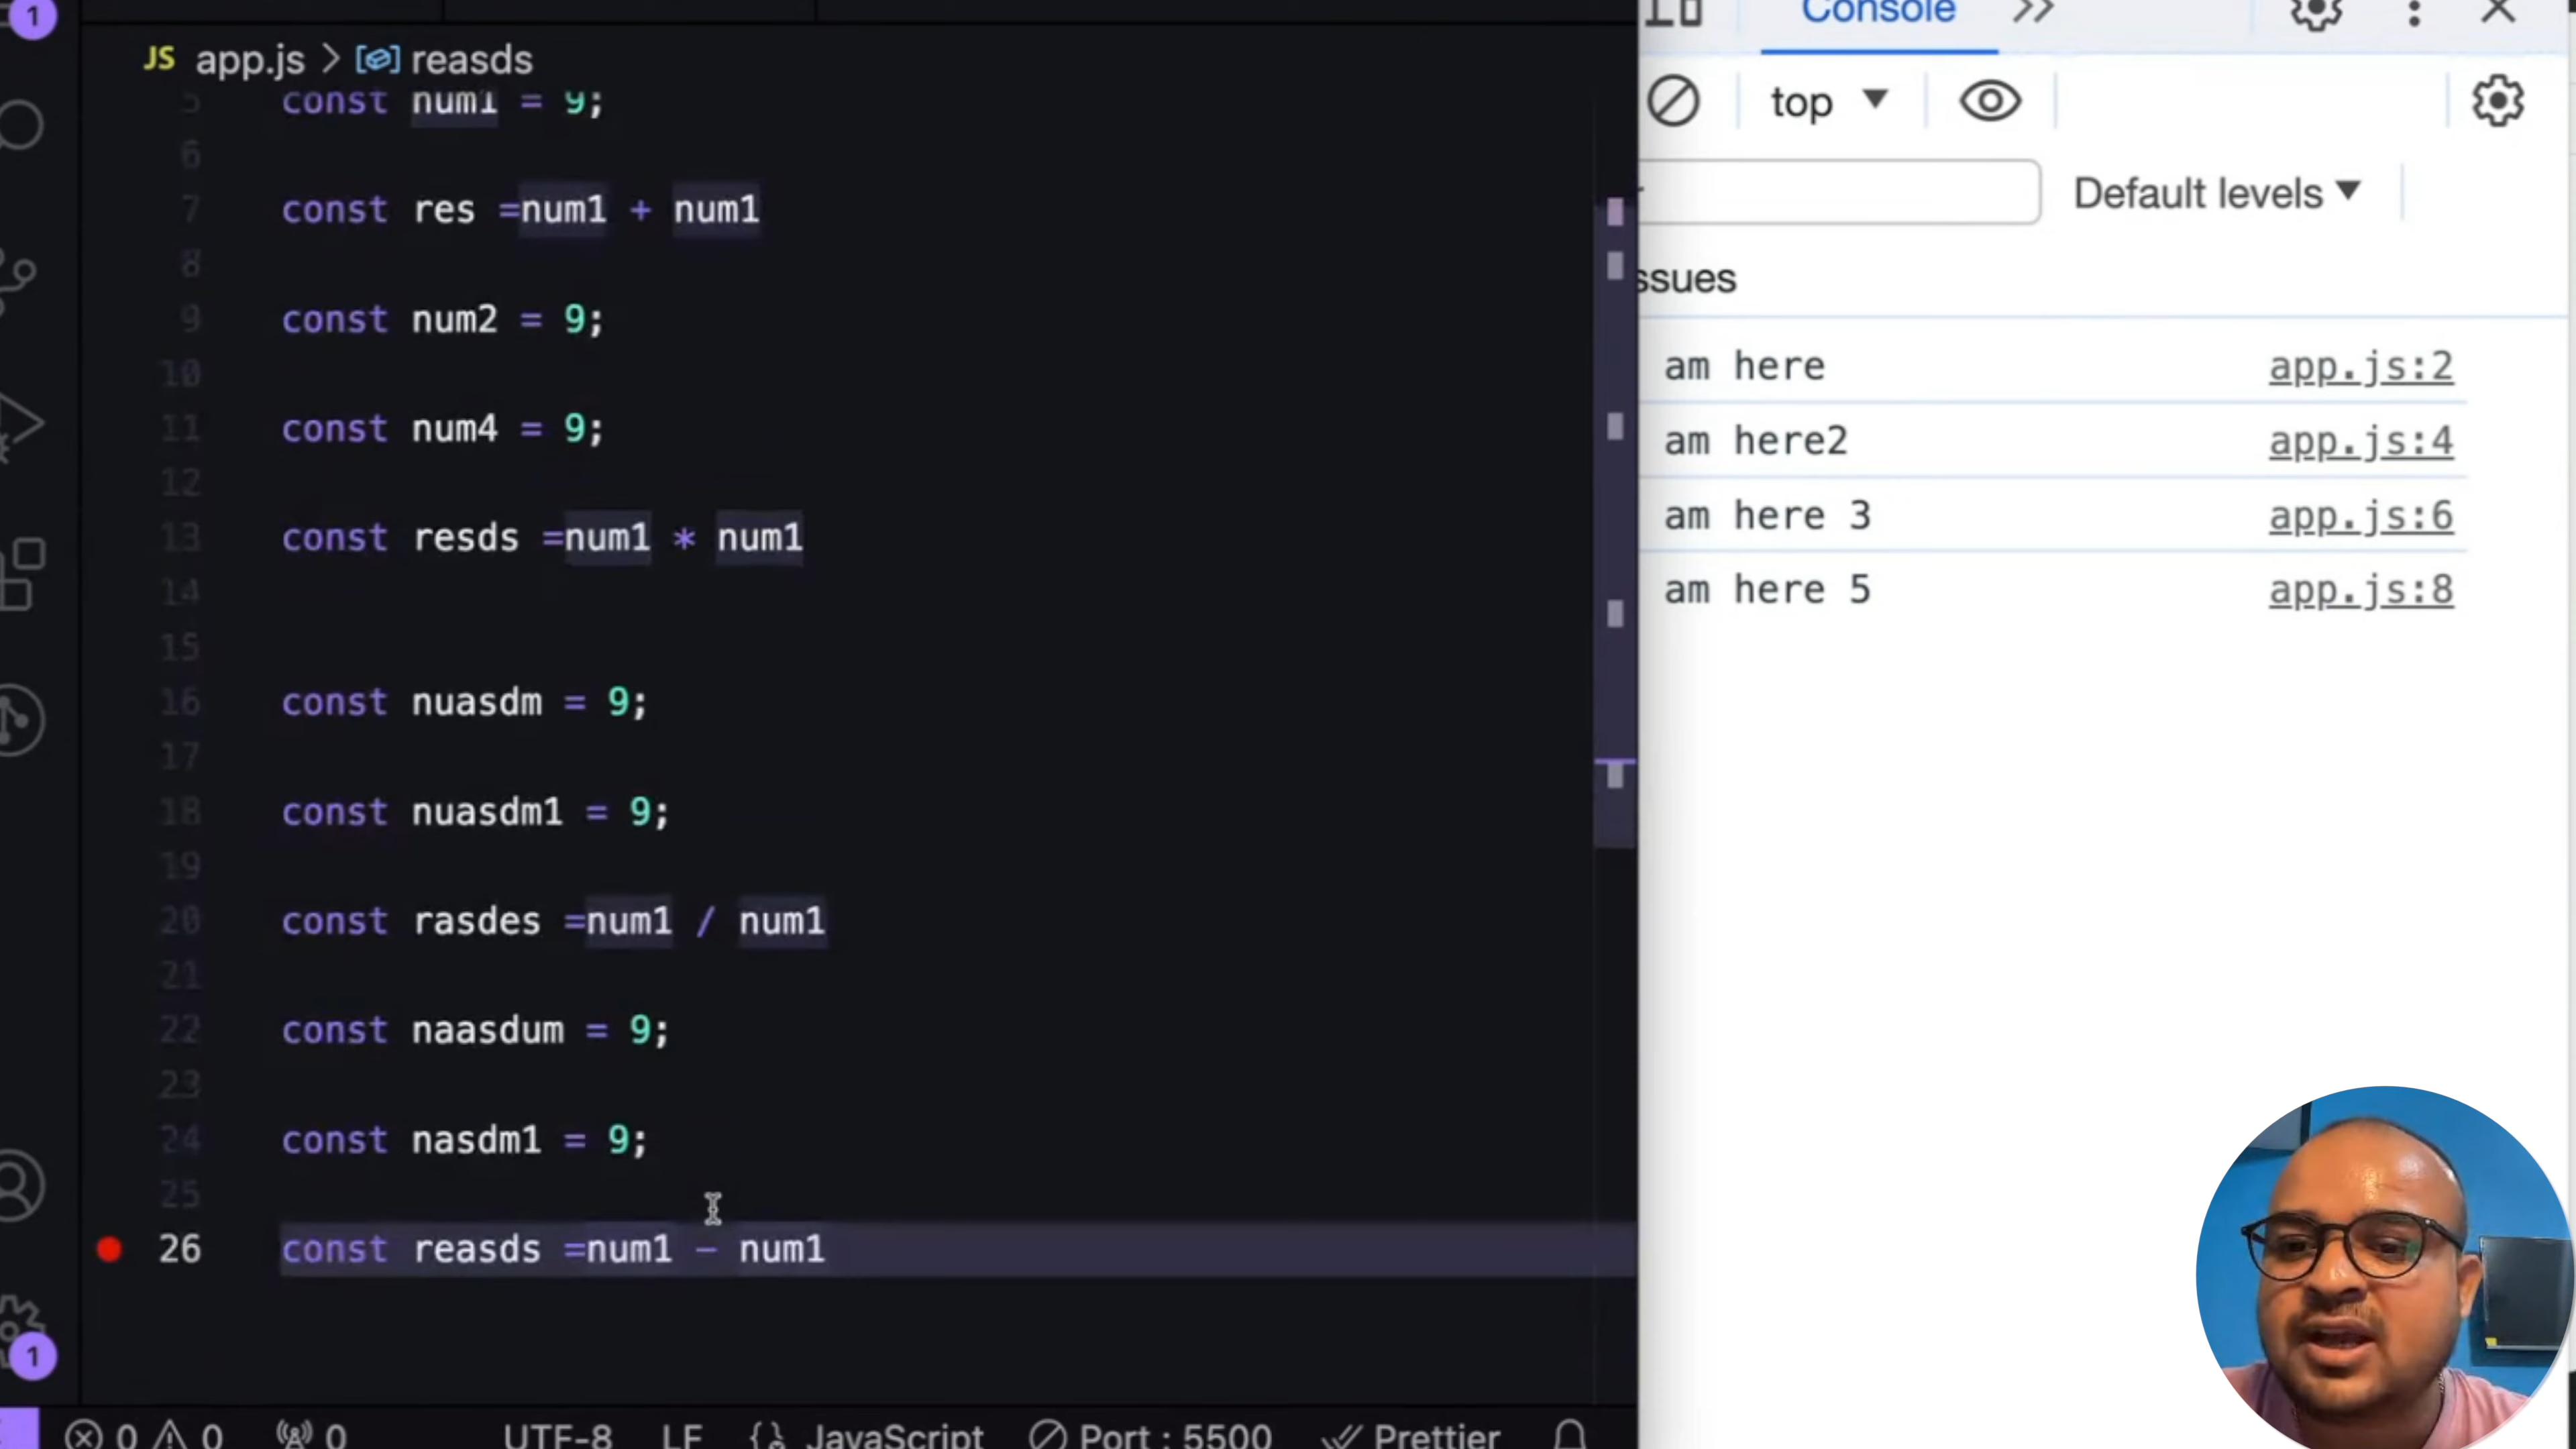 1
JS app.js > reasds
5 const num1 = 9;
6
7 const res =num1 + num1
8
9 const num2 = 9;
10
11 const num4 = 9;
12
13 const resds =num1 * num1
14
15
16 const nuasdm = 9;
17
18 const nuasdm1 = 9;
19
20 const rasdes =num1 / num1
21
22 const naasdum = 9;
23
24 const nasdm1 = 9;
25
26 const reasds =num1 - num1
1
0 0 0 UTF-8 LF {} JavaScript Port : 5500 Prettier
Console
top
Default levels
ssues
am here app.js:2
am here2 app.js:4
am here 3 app.js:6
am here 5 app.js:8